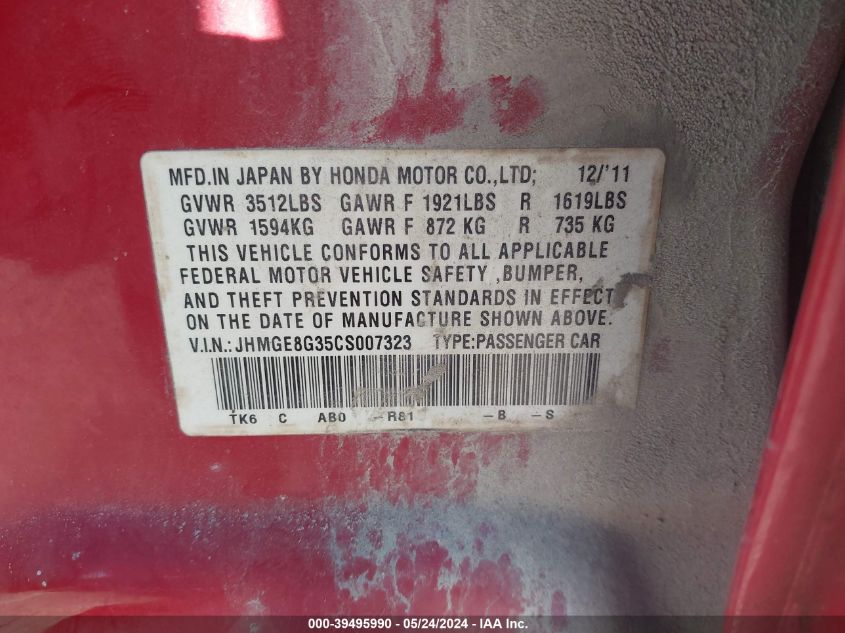 MFD.IN JAPAN BY HONDA MOTOR CO.,LTD; 12/'11
GVWR 3512LBS GAWR F 1921LBS R 1619LBS
GVWR 1594KG GAWR F 872 KG R 735 KG
THIS VEHICLE CONFORMS TO ALL APPLICABLE
FEDERAL MOTOR VEHICLE SAFETY ,BUMPER,
AND THEFT PREVENTION STANDARDS IN EFFECT
ON THE DATE OF MANUFACTURE SHOWN ABOVE.
V.I.N.:JHMGE8G35CS007323 TYPE:PASSENGER CAR
TK6 C AB0 -R81 -B -S
000-39495990 - 05/24/2024 - IAA Inc.